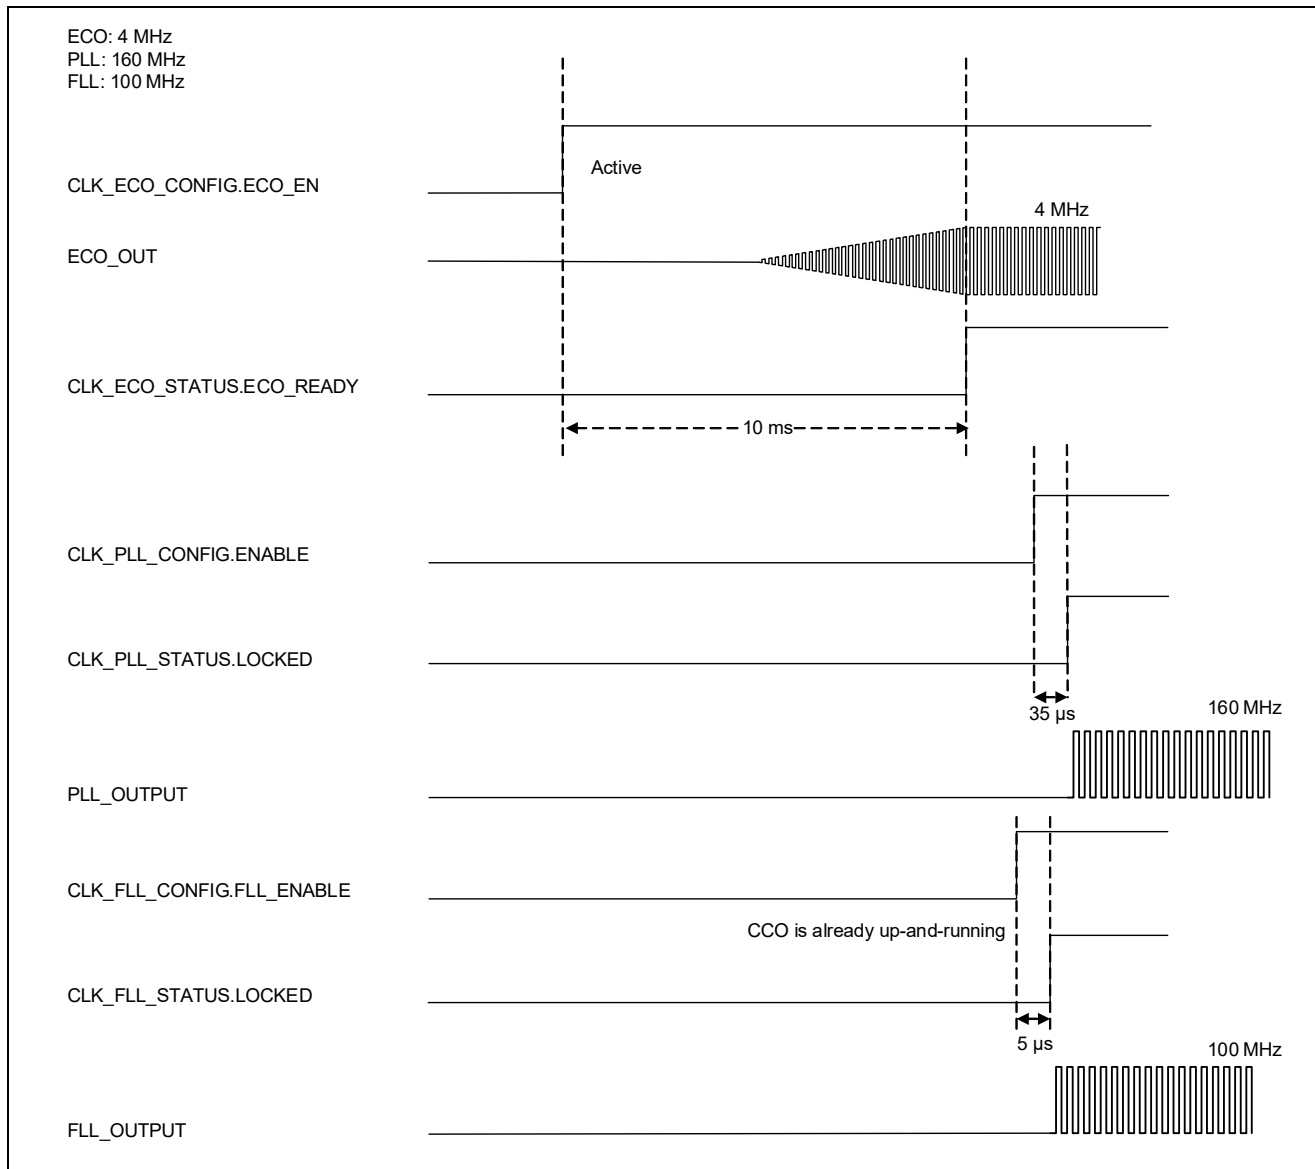 ECO: 4 MHz
PLL: 160 MHz
FLL: 100 MHz
Active
CLK_ECO_CONFIG.ECO_EN
4 MHz
ECO_OUT
CLK_ECO_STATUS.ECO_READY
10 ms
CLK_PLL_CONFIG.ENABLE
CLK_PLL_STATUS.LOCKED
35 µs
160 MHz
PLL_OUTPUT
CLK_FLL_CONFIG.FLL_ENABLE
CCO is already up-and-running
CLK_FLL_STATUS.LOCKED
5 µs
100 MHz
FLL_OUTPUT